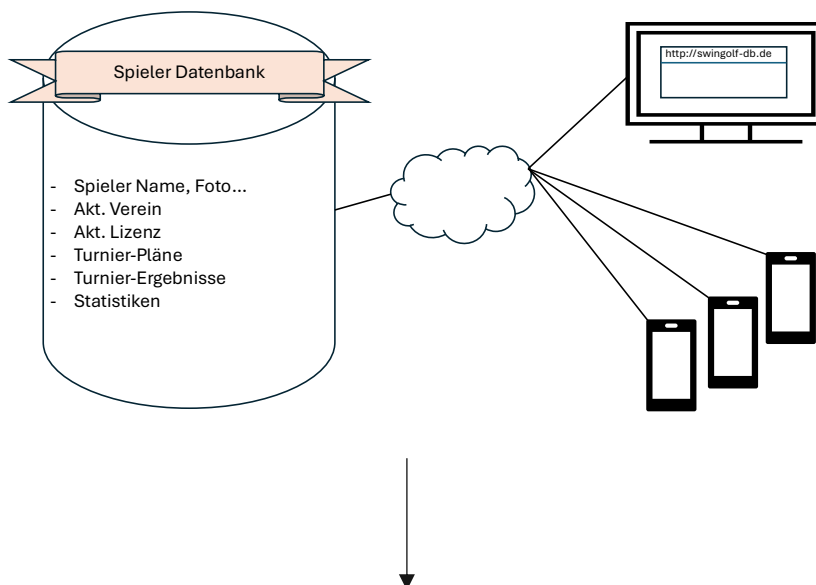 Spieler Datenbank
http://swingolf-db.de
- Spieler Name, Foto...
- Akt. Verein
- Akt. Lizenz
- Turnier-Pläne
- Turnier-Ergebnisse
- Statistiken